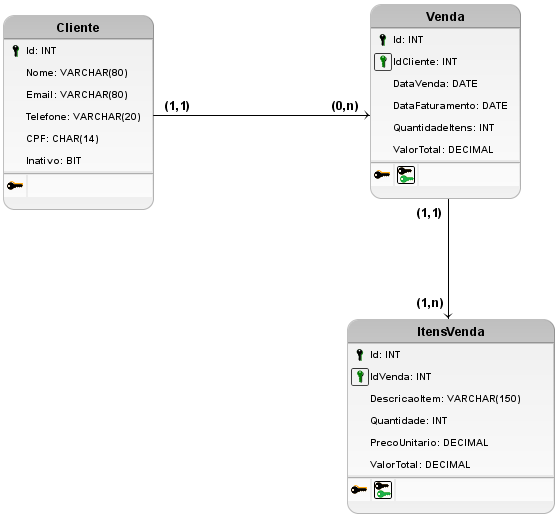 Cliente
Id: INT
Nome: VARCHAR(80)
Email: VARCHAR(80)
Telefone: VARCHAR(20)
CPF: CHAR(14)
Inativo: BIT
(1,1)
(0,n)
Venda
Id: INT
IdCliente: INT
DataVenda: DATE
DataFaturamento: DATE
QuantidadeItens: INT
ValorTotal: DECIMAL
(1,1)
(1,n)
ItensVenda
Id: INT
IdVenda: INT
DescricaoItem: VARCHAR(150)
Quantidade: INT
PrecoUnitario: DECIMAL
ValorTotal: DECIMAL